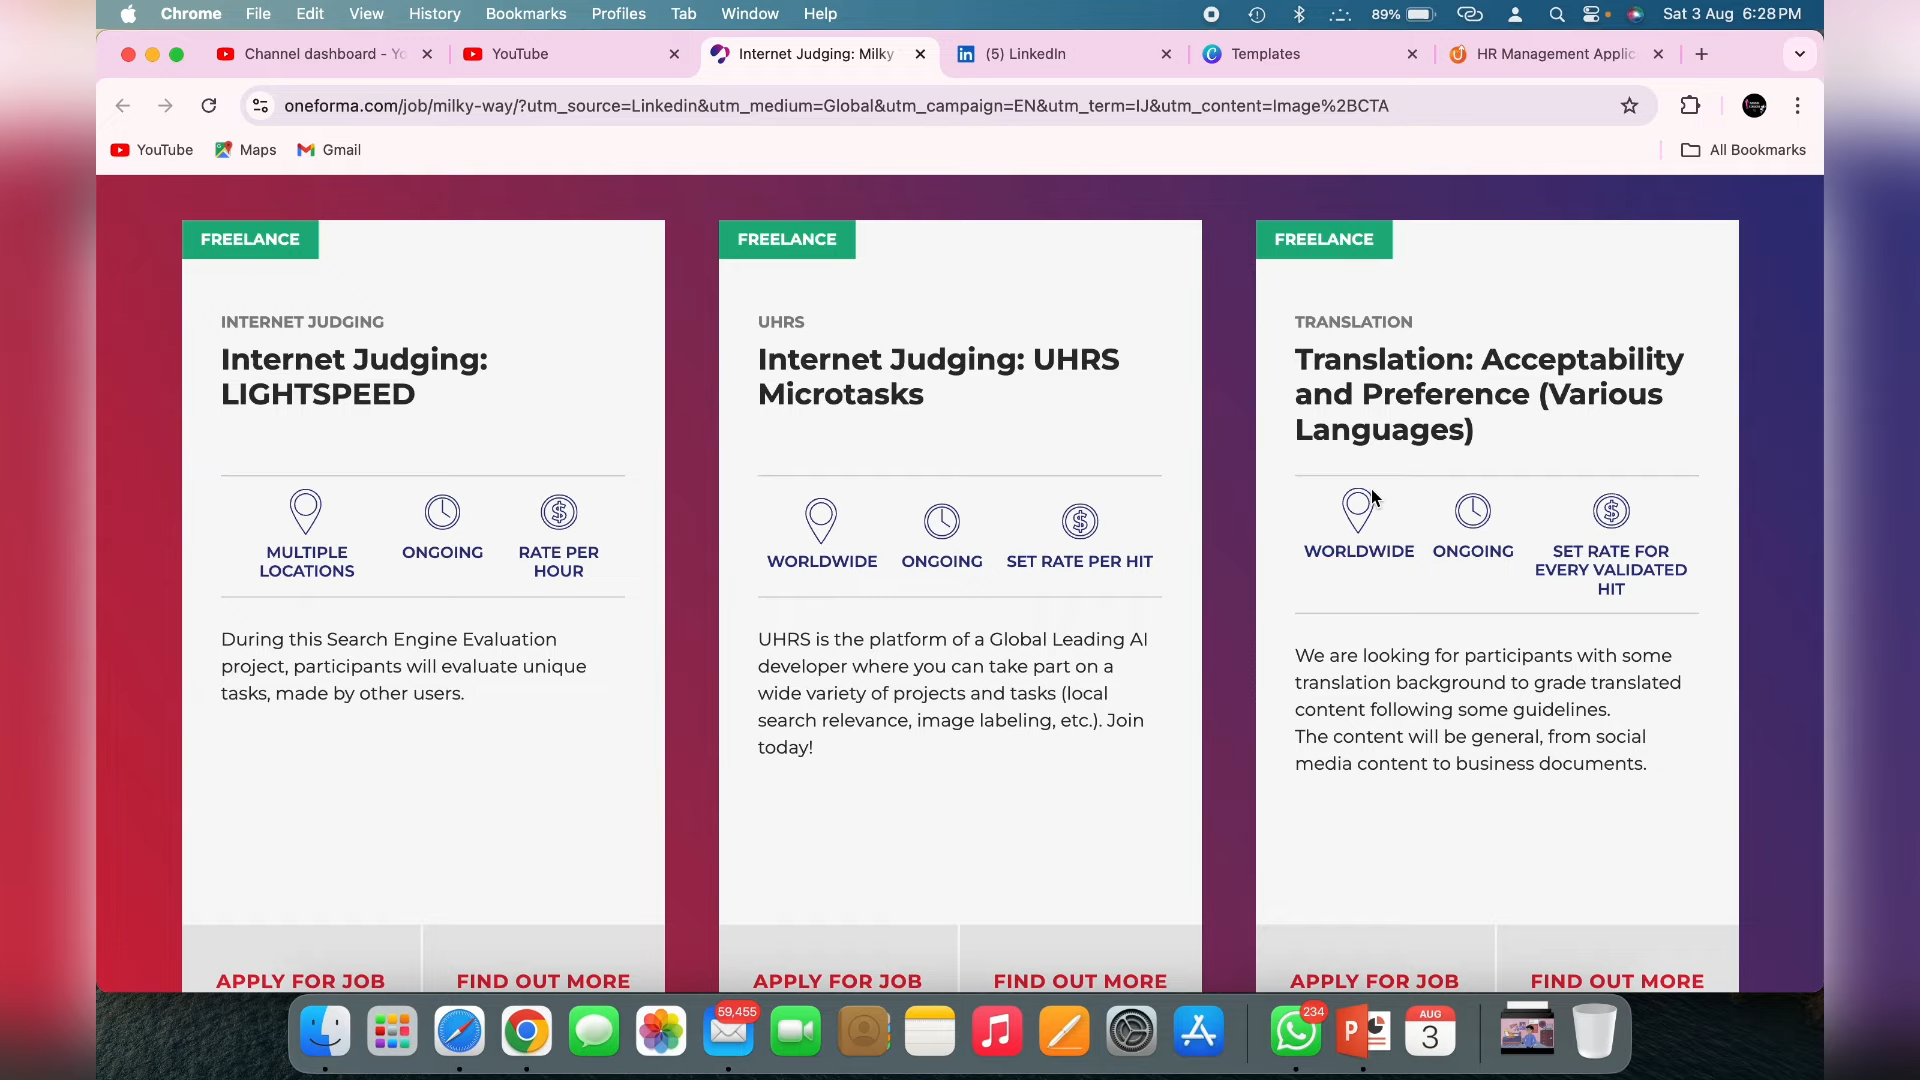 Chrome File Edit View History Bookmarks Profiles Tab Window Help 89% Sat 3 Aug 6:28 PM
Channel dashboard - Yo YouTube Internet Judging: Milky (5) LinkedIn Templates HR Management Applic
oneforma.com/job/milky-way/?utm_source=Linkedin&utm_medium=Global&utm_campaign=EN&utm_term=IJ&utm_content=Image%2BCTA
YouTube Maps Gmail All Bookmarks
FREELANCE
INTERNET JUDGING
Internet Judging:
LIGHTSPEED
MULTIPLE
LOCATIONS
ONGOING
RATE PER
HOUR
During this Search Engine Evaluation
project, participants will evaluate unique
tasks, made by other users.
APPLY FOR JOB FIND OUT MORE
FREELANCE
UHRS
Internet Judging: UHRS
Microtasks
WORLDWIDE
ONGOING
SET RATE PER HIT
UHRS is the platform of a Global Leading AI
developer where you can take part on a
wide variety of projects and tasks (local
search relevance, image labeling, etc.). Join
today!
APPLY FOR JOB FIND OUT MORE
FREELANCE
TRANSLATION
Translation: Acceptability
and Preference (Various
Languages)
WORLDWIDE
ONGOING
SET RATE FOR
EVERY VALIDATED
HIT
We are looking for participants with some
translation background to grade translated
content following some guidelines.
The content will be general, from social
media content to business documents.
APPLY FOR JOB FIND OUT MORE
59,455
234
P
AUG
3